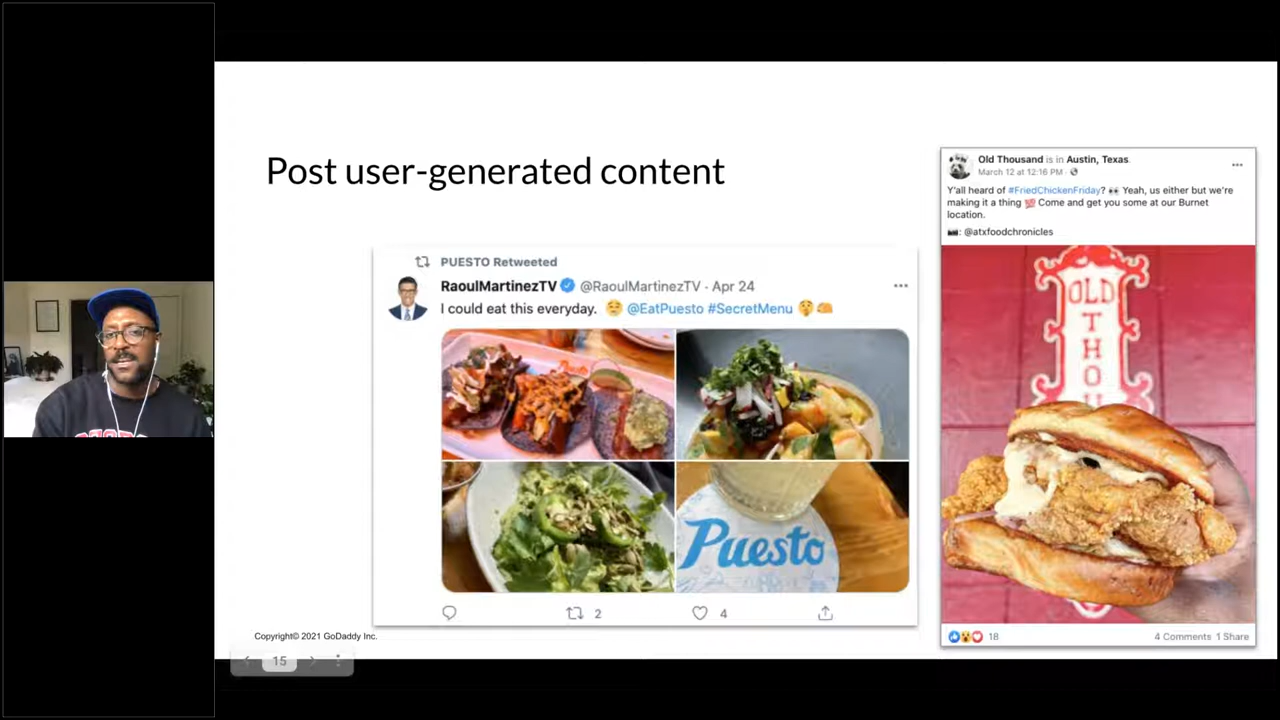 Post user-generated content
PUESTO Retweeted
RaoulMartinezTV @RaoulMartinezTV · Apr 24
I could eat this everyday. 😌 @EatPuesto #SecretMenu 🤫🫔
Puesto
2
4
Old Thousand is in Austin, Texas.
March 12 at 12:16 PM ·
Y'all heard of #FriedChickenFriday? 👀 Yeah, us either but we're
making it a thing 💯 Come and get you some at our Burnet
location.
📷: @atxfoodchronicles
OLD
THOU
18
4 Comments 1 Share
Copyright© 2021 GoDaddy Inc.
15